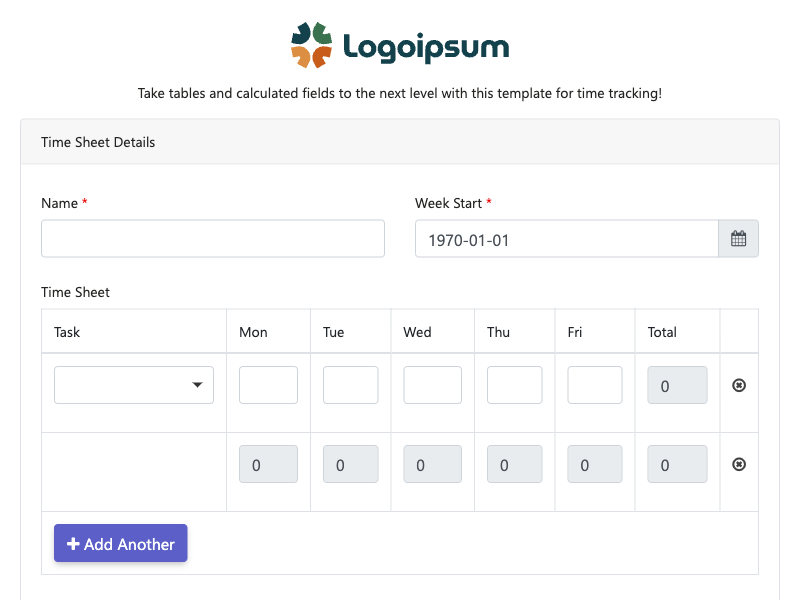 Logoipsum
Take tables and calculated fields to the next level with this template for time tracking!
Time Sheet Details
Name * Week Start *
1970-01-01
Time Sheet
Task Mon Tue Wed Thu Fri Total
0
0 0 0 0 0 0
Add Another